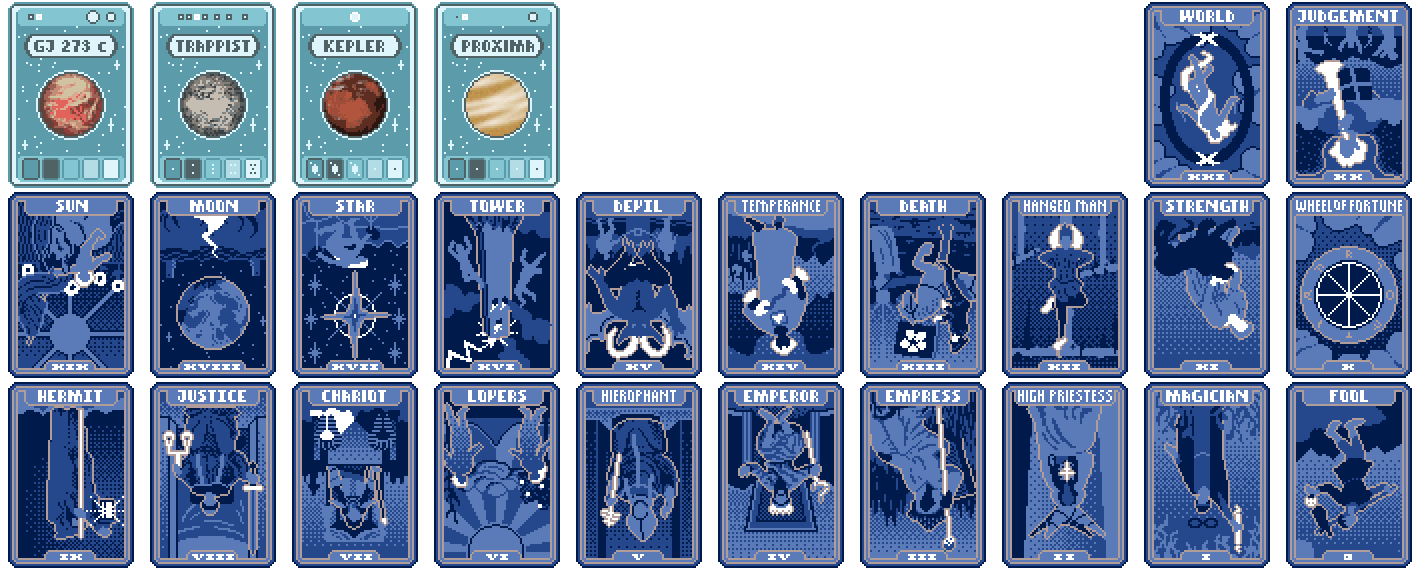 GJ 273 c
TRAPPIST
KEPLER
PROXIMA
WORLD
XXI
JUDGEMENT
XX
SUN
XIX
MOON
XVIII
STAR
XVII
TOWER
XVI
DEVIL
XV
TEMPERANCE
XIV
DEATH
XIII
HANGED MAN
XII
STRENGTH
XI
WHEEL OF FORTUNE
X
HERMIT
IX
JUSTICE
VIII
CHARIOT
VII
LOVERS
VI
HIEROPHANT
V
EMPEROR
IV
EMPRESS
III
HIGH PRIESTESS
II
MAGICIAN
I
FOOL
0